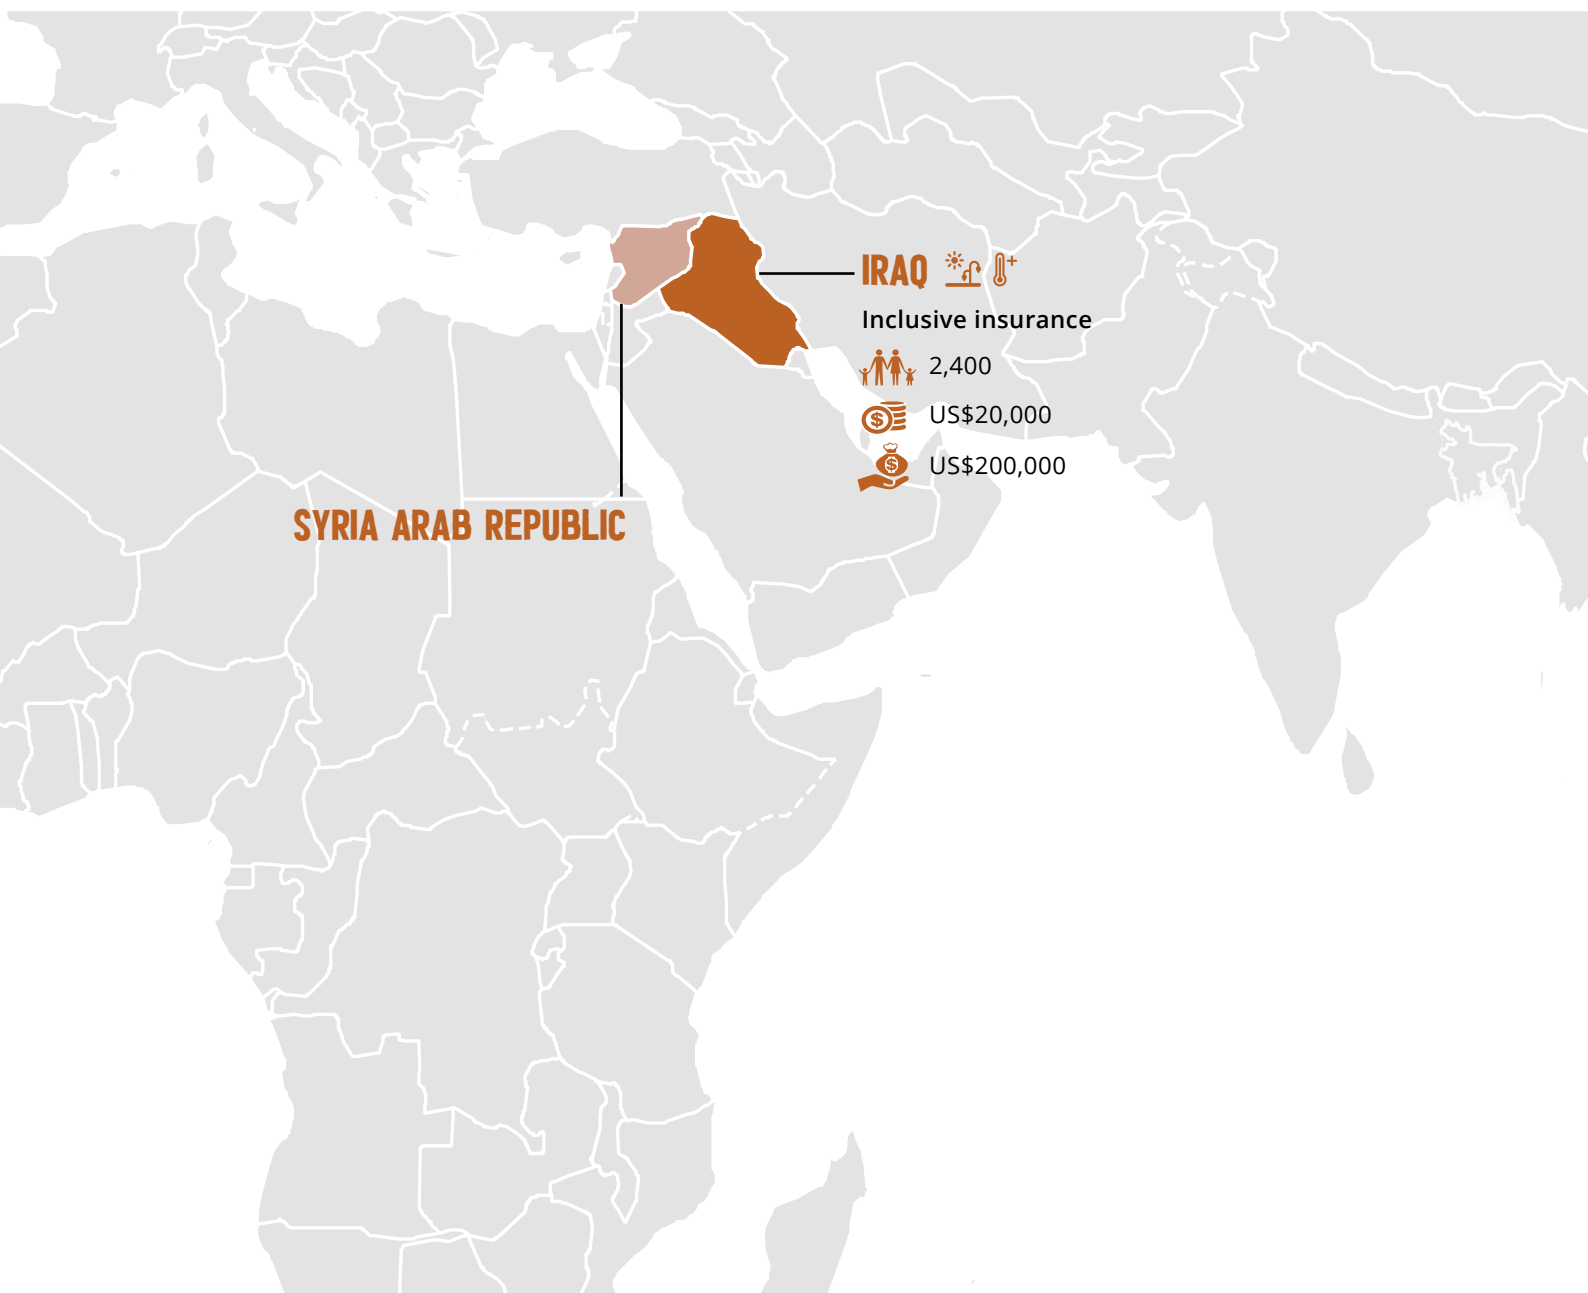 IRAQ
Inclusive insurance
2,400
US$20,000
US$200,000
SYRIA ARAB REPUBLIC